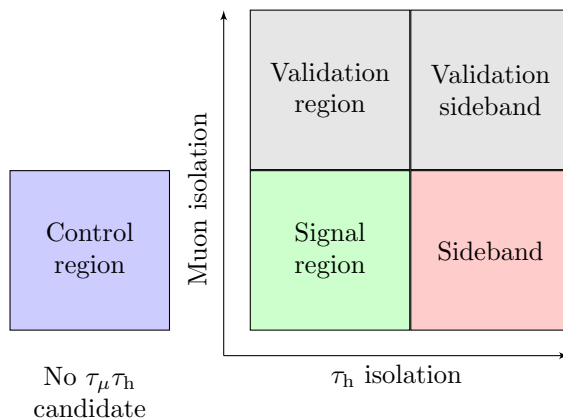 Validation
region
Validation
sideband
Control
region
Muon isolation
Signal
region
Sideband
No τμτh
candidate
τh isolation